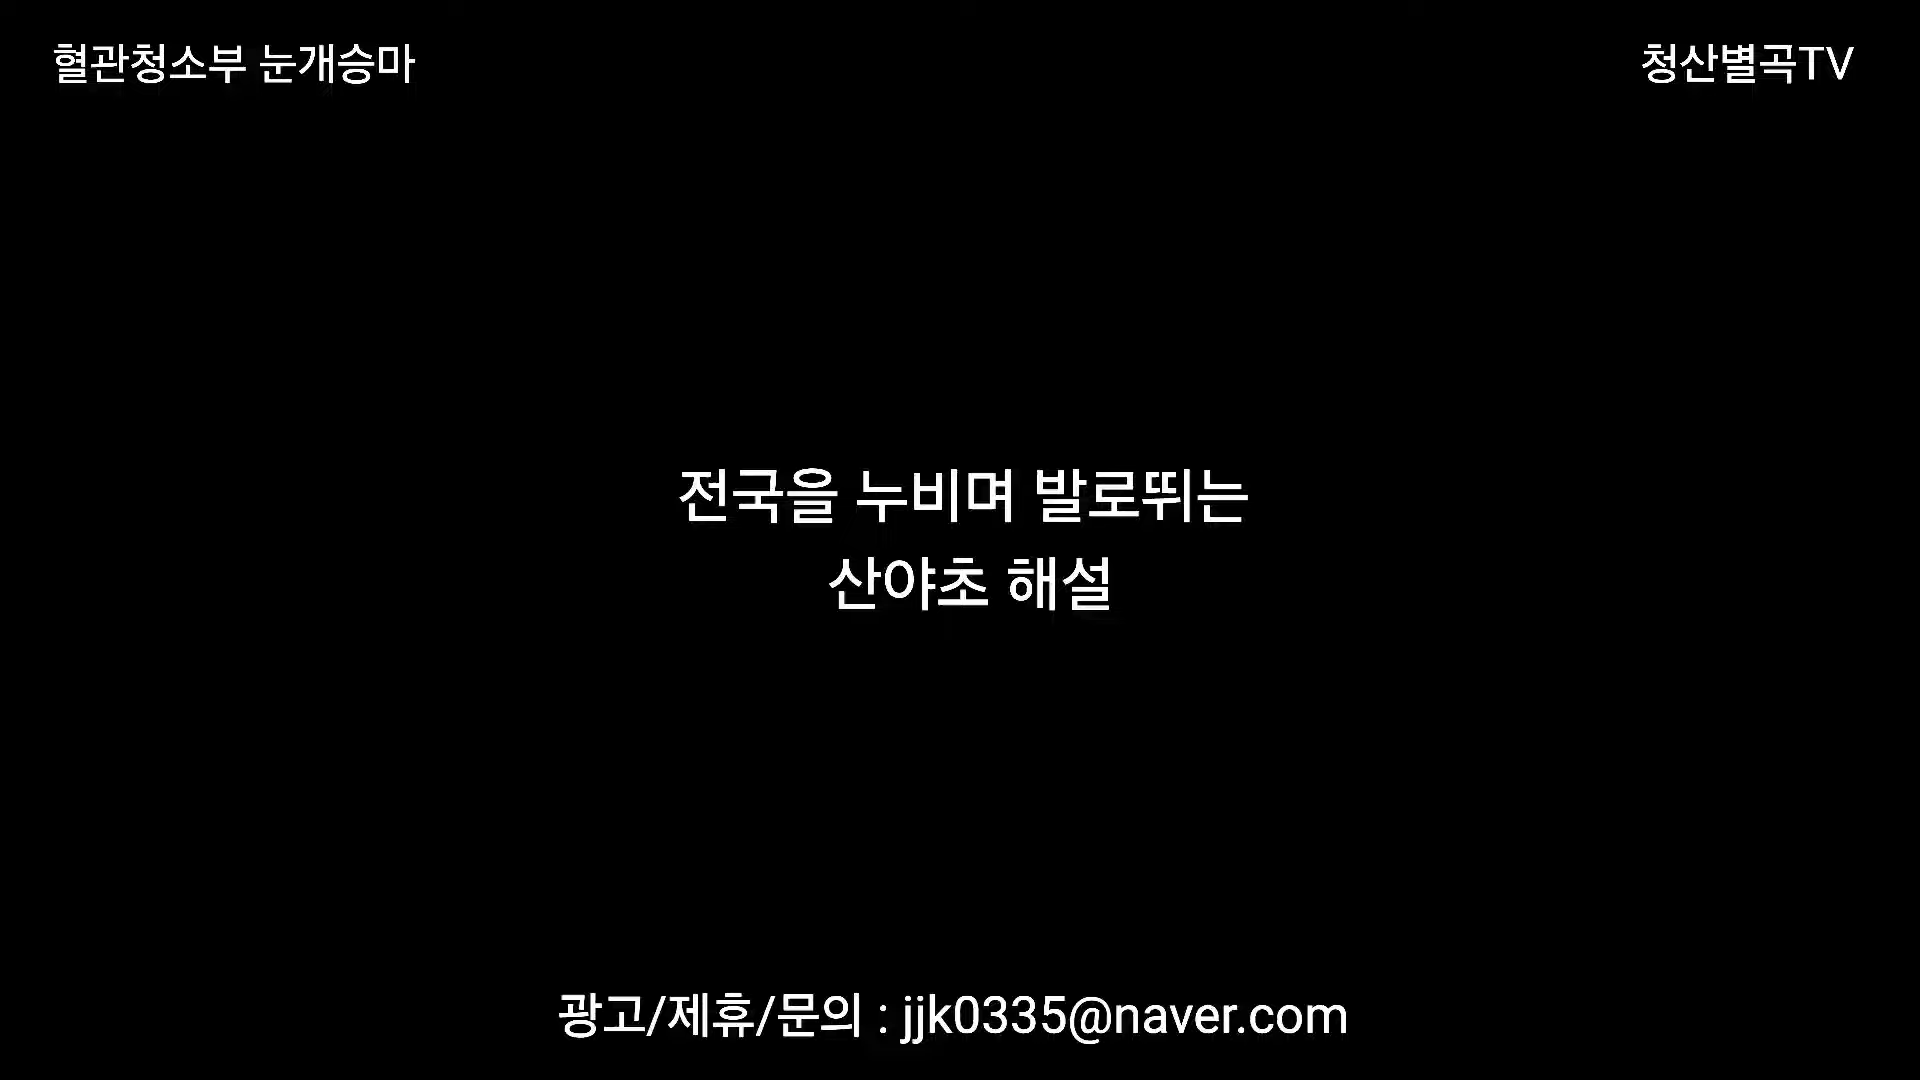 혈관청소부 눈개승마
청산별곡TV
전국을 누비며 발로뛰는
산야초 해설
광고/제휴/문의 : jjk0335@naver.com